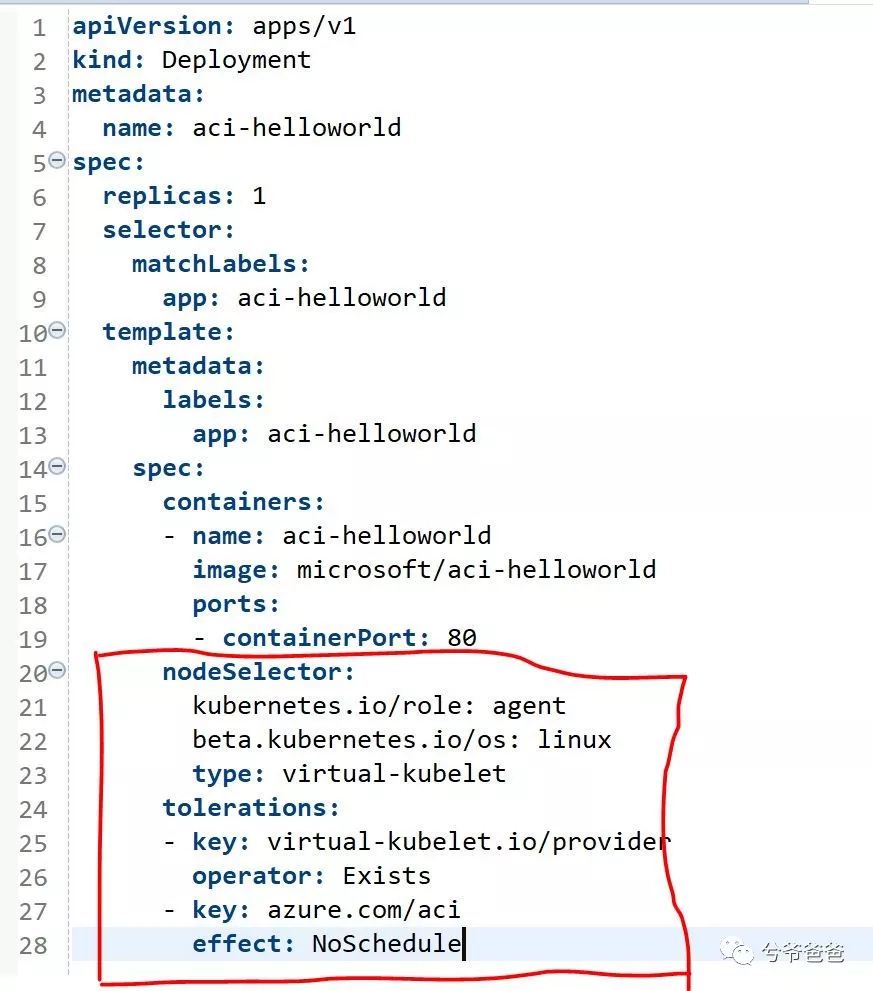 1 apiVersion: apps/v1
2 kind: Deployment
3 metadata:
4   name: aci-helloworld
5 spec:
6   replicas: 1
7   selector:
8     matchLabels:
9       app: aci-helloworld
10   template:
11     metadata:
12       labels:
13         app: aci-helloworld
14     spec:
15       containers:
16       - name: aci-helloworld
17         image: microsoft/aci-helloworld
18         ports:
19         - containerPort: 80
20       nodeSelector:
21         kubernetes.io/role: agent
22         beta.kubernetes.io/os: linux
23         type: virtual-kubelet
24       tolerations:
25       - key: virtual-kubelet.io/provider
26         operator: Exists
27       - key: azure.com/aci
28         effect: NoSchedule
兮爷爸爸